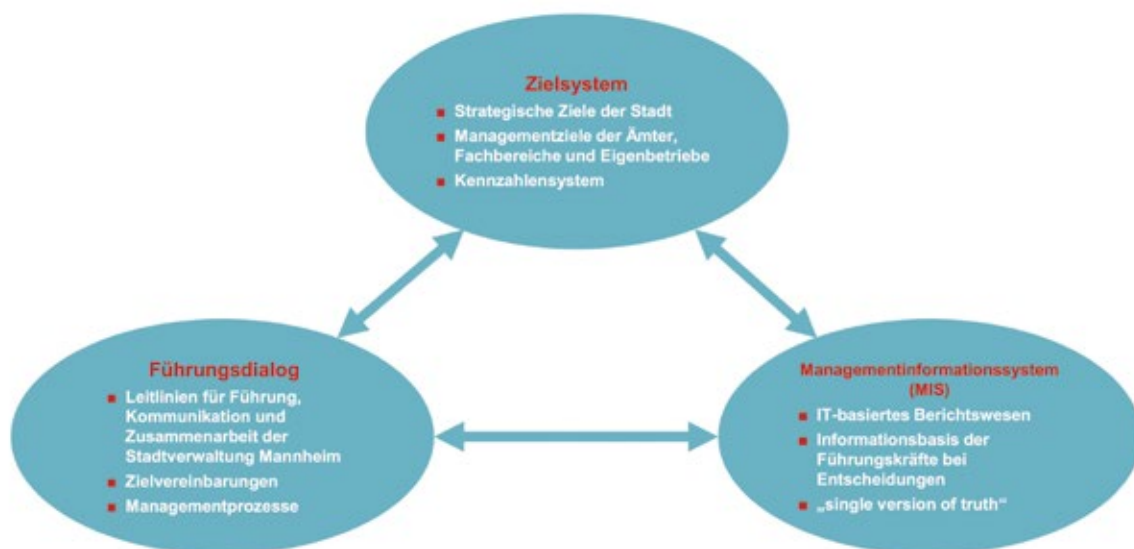 Zielsystem
Strategische Ziele der Stadt
Managementziele der Ämter,
Fachbereiche und Eigenbetriebe
Kennzahlensystem
Führungsdialog
Leitlinien für Führung,
Kommunikation und
Zusammenarbeit der
Stadtverwaltung Mannheim
Zielvereinbarungen
Managementprozesse
Managementinformationssystem
(MIS)
IT-basiertes Berichtswesen
Informationsbasis der
Führungskräfte bei
Entscheidungen
„single version of truth“